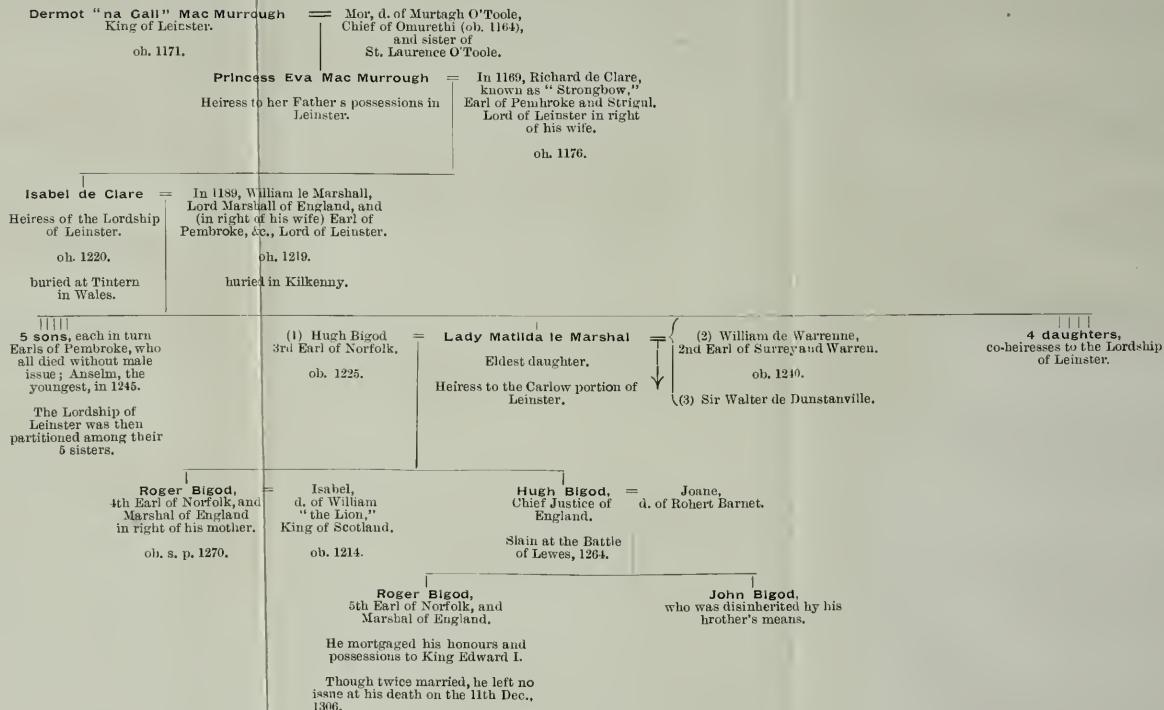 Dermot "na Gall" Mac Murrough
King of Leinster.
ob. 1171.
=
Mor, d. of Murtagh O'Toole,
Chief of Omurethi (ob. 1164),
and sister of
St. Laurence O'Toole.
Princess Eva Mac Murrough
Heiress to her Father s possessions in
Leinster.
=
In 1169, Richard de Clare,
known as "Strongbow,"
Earl of Pembroke and Strigul.
Lord of Leinster in right
of his wife.
ob. 1176.
Isabel de Clare
Heiress of the Lordship
of Leinster.
ob. 1220.
buried at Tintern
in Wales.
=
In 1189, William le Marshall,
Lord Marshall of England, and
(in right of his wife) Earl of
Pembroke, &c., Lord of Leinster.
ob. 1219.
buried in Kilkenny.
5 sons, each in turn
Earls of Pembroke, who
all died without male
issue; Anselm, the
youngest, in 1245.
The Lordship of
Leinster was then
partitioned among their
5 sisters.
(1) Hugh Bigod
3rd Earl of Norfolk.
ob. 1225.
=
Lady Matilda le Marshal
Eldest daughter.
Heiress to the Carlow portion of
Leinster.
=
(2) William de Warrenne,
2nd Earl of Surrey and Warren.
ob. 1240.
(3) Sir Walter de Dunstanville.
4 daughters,
co-heiresses to the Lordship
of Leinster.
Roger Bigod,
4th Earl of Norfolk, and
Marshal of England
in right of his mother.
ob. s. p. 1270.
=
Isabel,
d. of William
"the Lion,"
King of Scotland.
ob. 1214.
Hugh Bigod,
Chief Justice of
England.
Slain at the Battle
of Lewes, 1264.
=
Joane,
d. of Robert Barnet.
Roger Bigod,
5th Earl of Norfolk, and
Marshal of England.
He mortgaged his honours and
possessions to King Edward I.
Though twice married, he left no
issue at his death on the 11th Dec.,
1306.
John Bigod,
who was disinherited by his
brother's means.